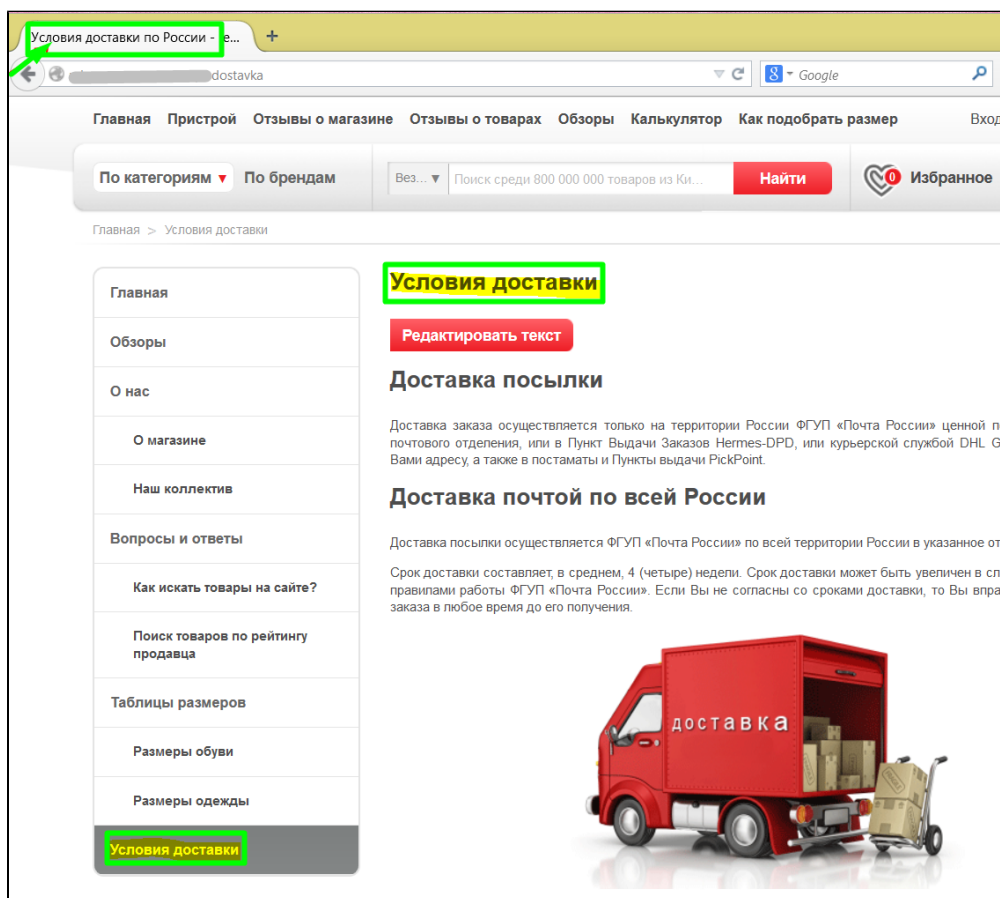 Условия доставки по России - е...
dostavka
Google
Главная Пристрой Отзывы о магазине Отзывы о товарах Обзоры Калькулятор Как подобрать размер Вход
По категориям ▼ По брендам Вез... ▼ Поиск среди 800 000 000 товаров из Ки... Найти 0 Избранное
Главная > Условия доставки
Главная
Обзоры
О нас
О магазине
Наш коллектив
Вопросы и ответы
Как искать товары на сайте?
Поиск товаров по рейтингу
продавца
Таблицы размеров
Размеры обуви
Размеры одежды
Условия доставки
Условия доставки
Редактировать текст
Доставка посылки
Доставка заказа осуществляется только на территории России ФГУП «Почта России» ценной
почтового отделения, или в Пункт Выдачи Заказов Hermes-DPD, или курьерской службой DHL G
Вами адресу, а также в постаматы и Пункты выдачи PickPoint.
Доставка почтой по всей России
Доставка посылки осуществляется ФГУП «Почта России» по всей территории России в указанное от
Срок доставки составляет, в среднем, 4 (четыре) недели. Срок доставки может быть увеличен в сл
правилами работы ФГУП «Почта России». Если Вы не согласны со сроками доставки, то Вы впра
заказа в любое время до его получения.
доставка